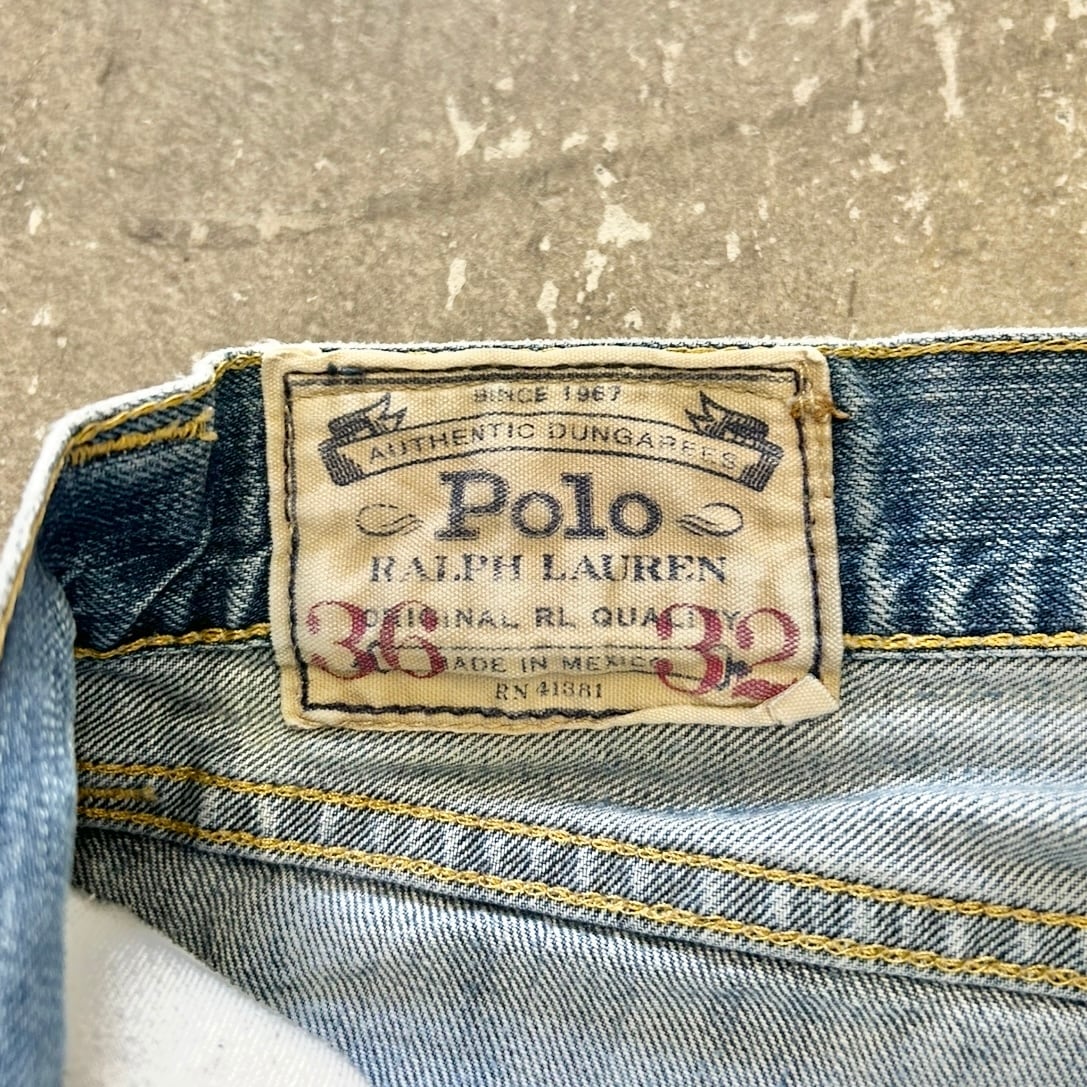 SINCE 1967
AUTHENTIC DUNGAREES
Polo
RALPH LAUREN
ORIGINAL RL QUALITY
36 32
MADE IN MEXICO
RN 41381